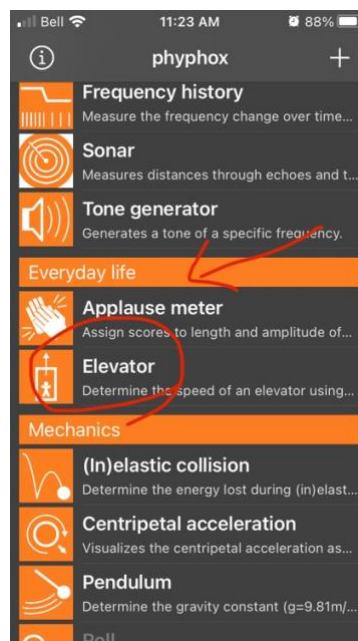 Bell 11:23 AM 88%
phyphox
Frequency history
Measure the frequency change over time...
Sonar
Measures distances through echoes and t...
Tone generator
Generates a tone of a specific frequency.
Everyday life
Applause meter
Assign scores to length and amplitude of...
Elevator
Determine the speed of an elevator using...
Mechanics
(In)elastic collision
Determine the energy lost during (in)elast...
Centripetal acceleration
Visualizes the centripetal acceleration as...
Pendulum
Determine the gravity constant (g=9.81m/...
Roll